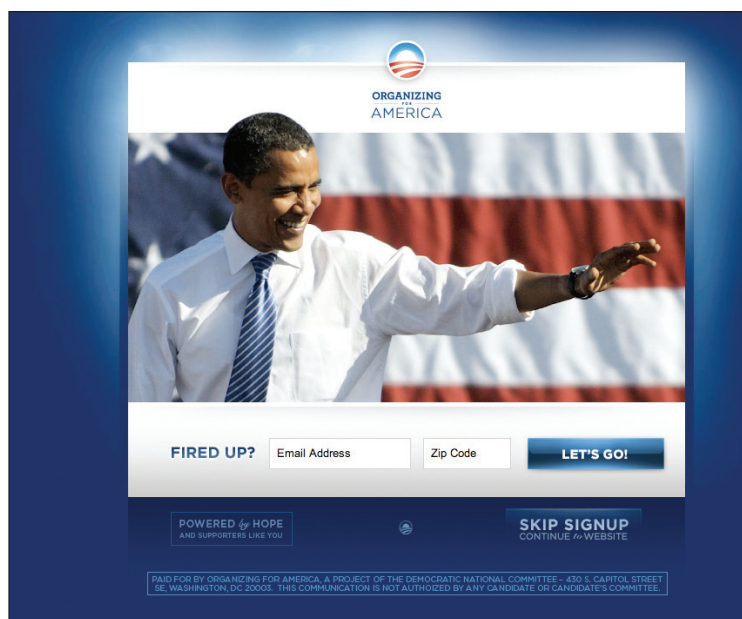 ORGANIZING
FOR
AMERICA
FIRED UP?
Email Address
Zip Code
LET'S GO!
POWERED by HOPE
AND SUPPORTERS LIKE YOU
SKIP SIGNUP
CONTINUE to WEBSITE
PAID FOR BY ORGANIZING FOR AMERICA, A PROJECT OF THE DEMOCRATIC NATIONAL COMMITTEE – 430 S. CAPITOL STREET
SE, WASHINGTON, DC 20003. THIS COMMUNICATION IS NOT AUTHOIZED BY ANY CANDIDATE OR CANDIDATE'S COMMITTEE.